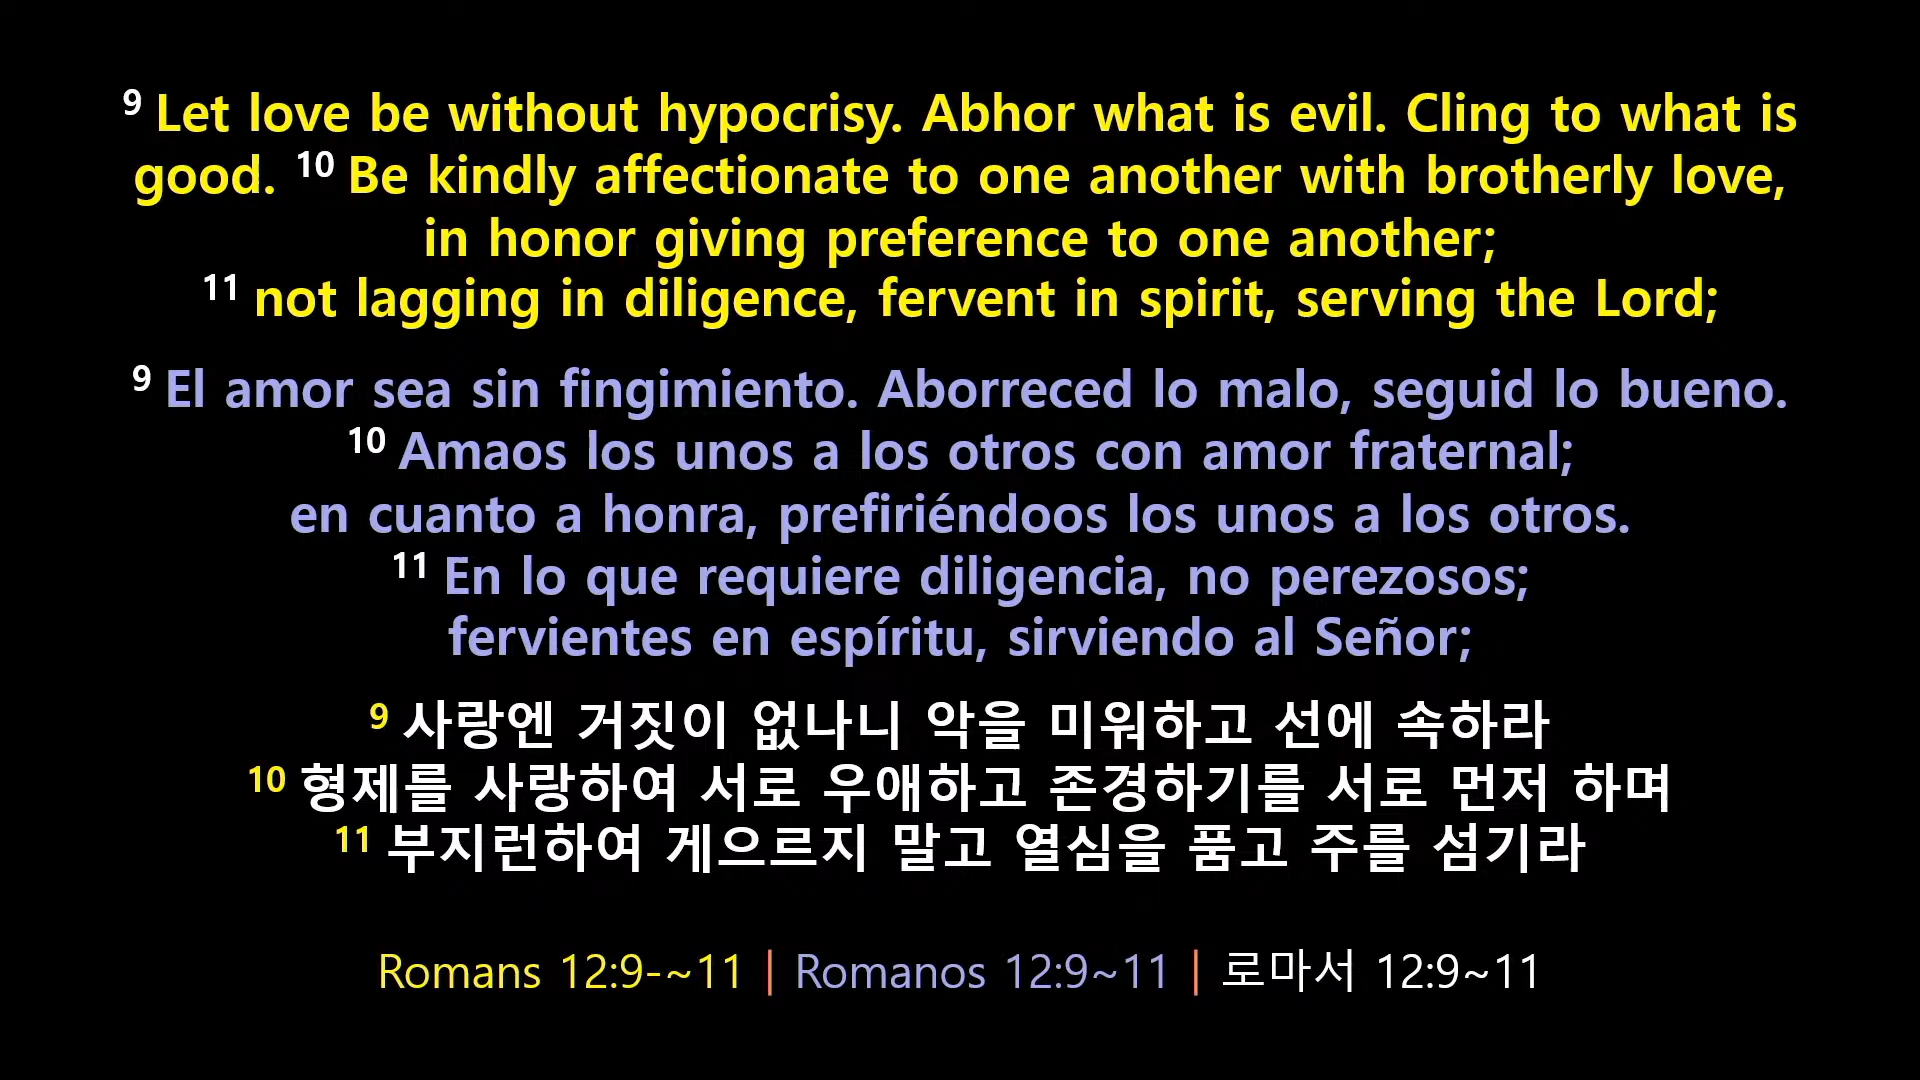 9 Let love be without hypocrisy. Abhor what is evil. Cling to what is
good. 10 Be kindly affectionate to one another with brotherly love,
in honor giving preference to one another;
11 not lagging in diligence, fervent in spirit, serving the Lord;
9 El amor sea sin fingimiento. Aborreced lo malo, seguid lo bueno.
10 Amaos los unos a los otros con amor fraternal;
en cuanto a honra, prefiriéndoos los unos a los otros.
11 En lo que requiere diligencia, no perezosos;
fervientes en espíritu, sirviendo al Señor;
9 사랑엔 거짓이 없나니 악을 미워하고 선에 속하라
10 형제를 사랑하여 서로 우애하고 존경하기를 서로 먼저 하며
11 부지런하여 게으르지 말고 열심을 품고 주를 섬기라
Romans 12:9-~11 | Romanos 12:9~11 | 로마서 12:9~11